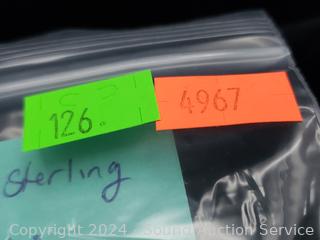 126.
4967
Sterling
Copyright 2024 - Sound Auction Service